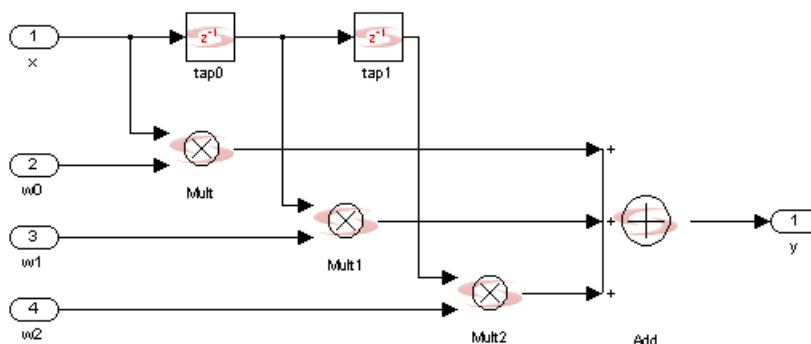 1
x
z⁻¹
tap0
z⁻¹
tap1
2
w0
Mult
+
3
w1
Mult1
+
1
y
4
w2
Mult2
+
Add